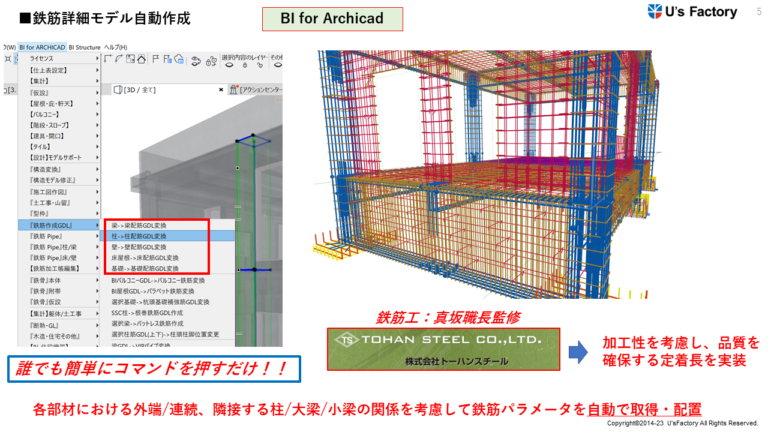 ■鉄筋詳細モデル自動作成
BI for Archicad
U's Factory
5
BI for ARCHICAD BI Structure ヘルプ(H)
ライセンス
【仕上表設定】
【集計】
『仮設』
【屋根・丘・軒天】
【バルコニー】
【階段・スロープ】
【建具・開口】
【タイル】
【設計】モデルサポート
『構造変換』
『構造モデル修正』
『施工図作図』
『土工事・山留』
『型枠』
『鉄筋作成GDL』
『鉄筋 Pipe』
『鉄筋 Pipe』柱/梁
『鉄筋 Pipe』床/壁
【鉄筋加工帳編集】
『鉄骨』本体
『鉄骨』附帯
『鉄骨』仮設
【集計】躯体/土工事
『断熱-GL』
『木造・住宅その他』
選択内容のレイヤー
[3D / 全て]
[アクションセンター
梁->梁配筋GDL変換
柱->柱配筋GDL変換
壁->壁配筋GDL変換
床屋根->床配筋GDL変換
基礎->基礎配筋GDL変換
BIバルコニーGDL->バルコニー鉄筋変換
BI屋根GDL->パラペット鉄筋変換
選択基礎->杭頭基礎補強筋GDL変換
SSC柱->根巻鉄筋GDL作成
選択梁->バットレス鉄筋作成
選択柱筋GDL(上下)->柱頭柱脚位置変更
誰でも簡単にコマンドを押すだけ！！
鉄筋工：真坂職長監修
TS TOHAN STEEL CO.,LTD.
株式会社トーハンスチール
加工性を考慮し、品質を
確保する定着長を実装
各部材における外端/連続、隣接する柱/大梁/小梁の関係を考慮して鉄筋パラメータを自動で取得・配置
Copyright©2014-23 U'sFactory All Rights Reserved.